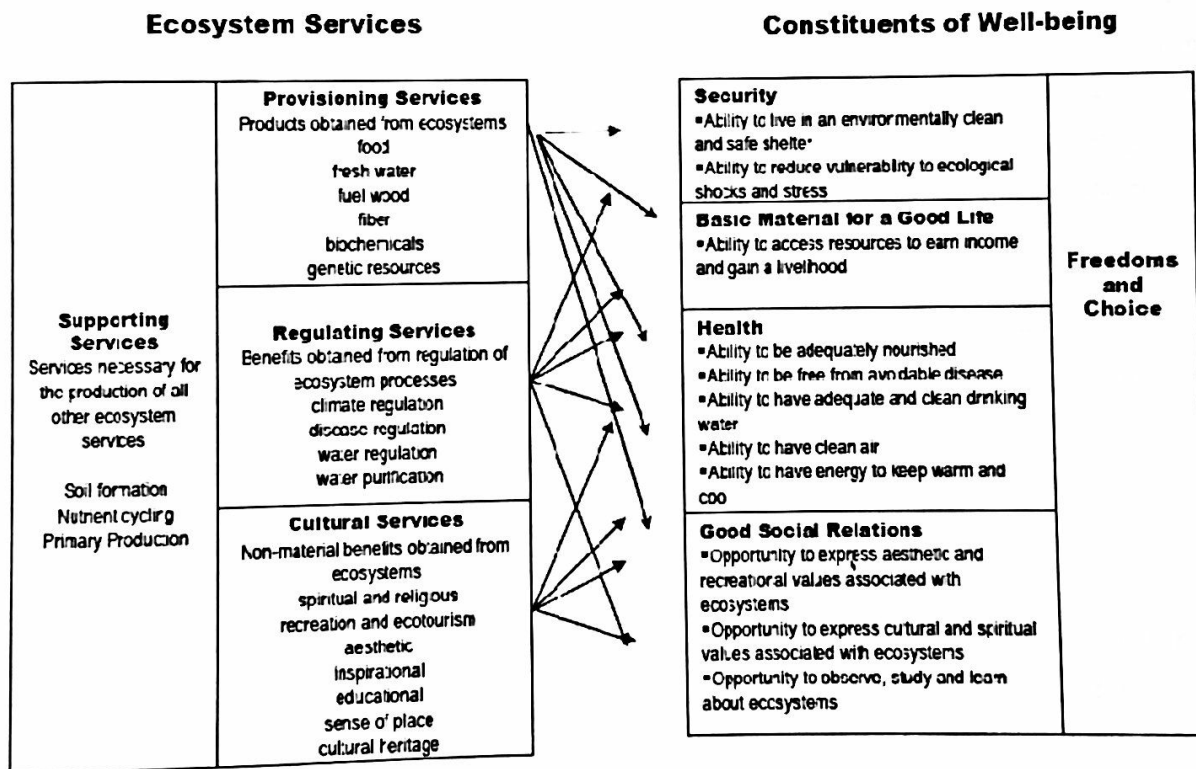 Ecosystem Services
Supporting
Services
Services necessary for
the production of all
other ecosystem
services
Soil formation
Nutrient cycling
Primary Production
Provisioning Services
Products obtained from ecosystems
food
fresh water
fuel wood
fiber
biochemicals
genetic resources
Regulating Services
Benefits obtained from regulation of
ecosystem processes
climate regulation
disease regulation
water regulation
water purification
Cultural Services
Non-material benefits obtained from
ecosystems
spiritual and religious
recreation and ecotourism
aesthetic
inspirational
educational
sense of place
cultural heritage
Constituents of Well-being
Security
▪Ability to live in an environmentally clean
and safe shelter
▪Ability to reduce vulnerability to ecological
shocks and stress
Basic Material for a Good Life
▪Ability to access resources to earn income
and gain a livelihood
Health
▪Ability to be adequately nourished
▪Ability to be free from avoidable disease
▪Ability to have adequate and clean drinking
water
▪Ability to have clean air
▪Ability to have energy to keep warm and
coo
Good Social Relations
▪Opportunity to express aesthetic and
recreational values associated with
ecosystems
▪Opportunity to express cultural and spiritual
values associated with ecosystems
▪Opportunity to observe, study and learn
about ecosystems
Freedoms
and
Choice